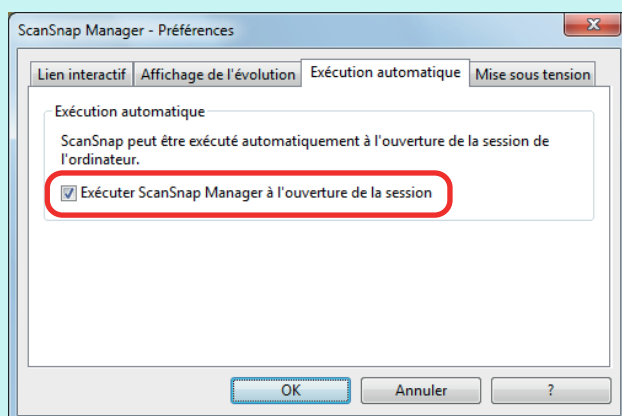 ScanSnap Manager - Préférences
Lien interactif Affichage de l'évolution Exécution automatique Mise sous tension
Exécution automatique
ScanSnap peut être exécuté automatiquement à l'ouverture de la session de
l'ordinateur.
Exécuter ScanSnap Manager à l'ouverture de la session
OK Annuler ?